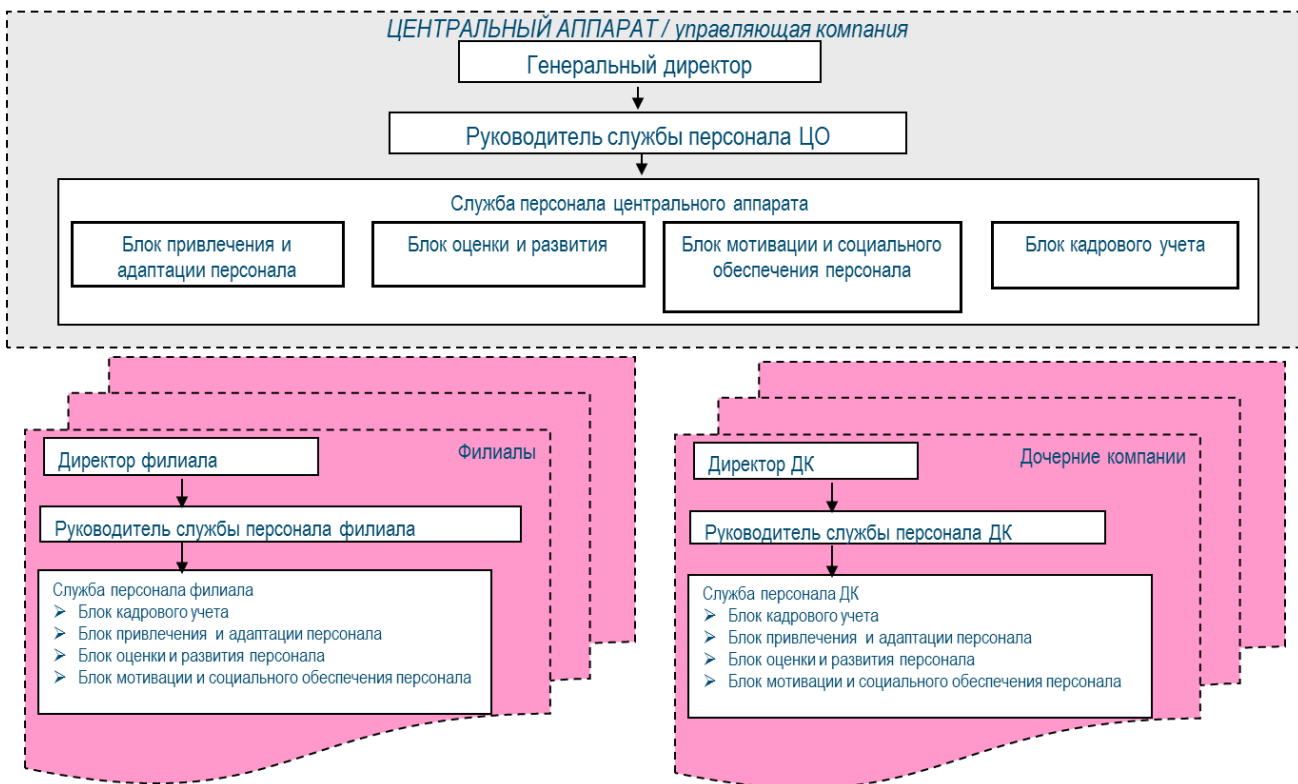 ЦЕНТРАЛЬНЫЙ АППАРАТ / управляющая компания
Генеральный директор
Руководитель службы персонала ЦО
Служба персонала центрального аппарата
Блок привлечения и
адаптации персонала
Блок оценки и развития
Блок мотивации и социального
обеспечения персонала
Блок кадрового учета
Филиалы
Директор филиала
Руководитель службы персонала филиала
Служба персонала филиала
➢ Блок кадрового учета
➢ Блок привлечения и адаптации персонала
➢ Блок оценки и развития персонала
➢ Блок мотивации и социального обеспечения персонала
Дочерние компании
Директор ДК
Руководитель службы персонала ДК
Служба персонала ДК
➢ Блок кадрового учета
➢ Блок привлечения и адаптации персонала
➢ Блок оценки и развития персонала
➢ Блок мотивации и социального обеспечения персонала